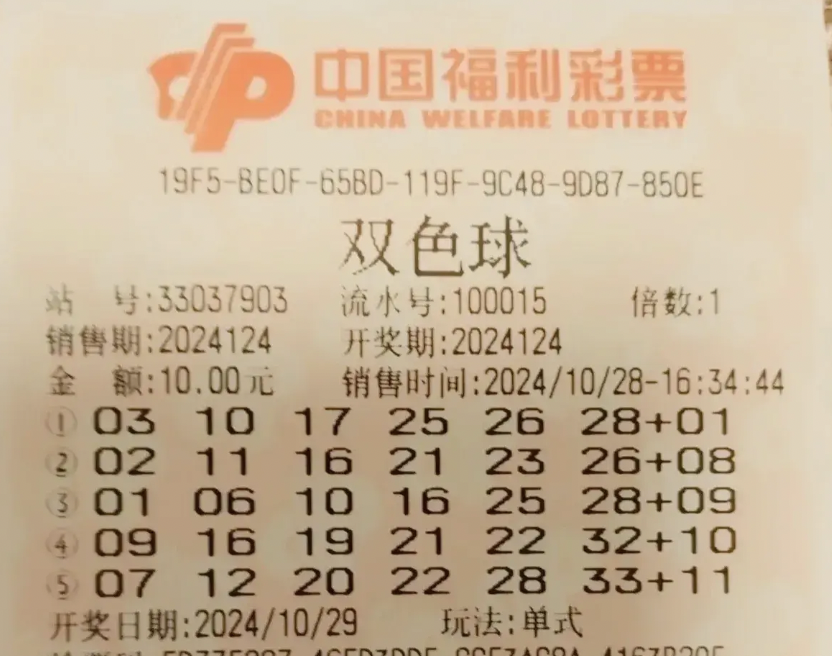 中国福利彩票
CHINA WELFARE LOTTERY
19F5-BE0F-65BD-119F-9C48-9D87-850E
双色球
站 号:33037903 流水号:100015 倍数:1
销售期:2024124 开奖期:2024124
金 额:10.00元 销售时间:2024/10/28-16:34:44
① 03 10 17 25 26 28+01
② 02 11 16 21 23 26+08
③ 01 06 10 16 25 28+09
④ 09 16 19 21 22 32+10
⑤ 07 12 20 22 28 33+11
开奖日期:2024/10/29 玩法:单式